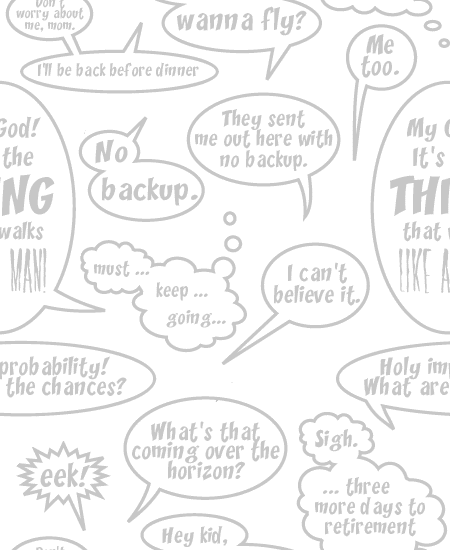 Don't
worry about
me, mom.
wanna fly?
Me
too.
I'll be back before dinner
They sent
me out here with
no backup.
God!
the
NG
walks
MAN!
My
It's
THI
that
LIKE A
No
backup.
must ...
keep ...
going...
I can't
believe it.
probability!
the chances?
Holy im
What are
What's that
coming over the
horizon?
Sigh.
... three
more days to
retirement
eek!
Hey kid,